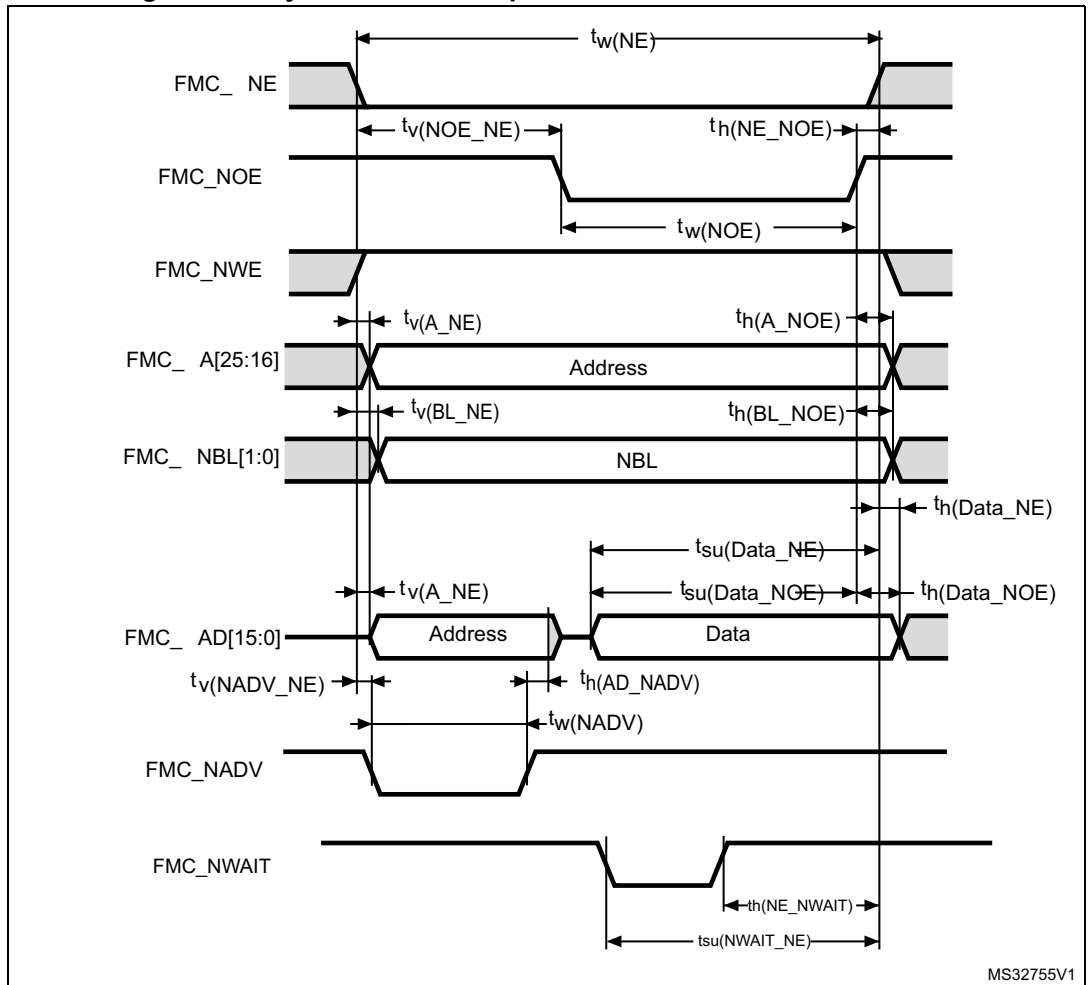 tw(NE)
FMC_ NE
tv(NOE_NE)
th(NE_NOE)
FMC_NOE
tw(NOE)
FMC_NWE
tv(A_NE)
th(A_NOE)
FMC_ A[25:16]
Address
tv(BL_NE)
th(BL_NOE)
FMC_ NBL[1:0]
NBL
th(Data_NE)
tsu(Data_NE)
tv(A_NE)
tsu(Data_NOE)
th(Data_NOE)
FMC_ AD[15:0]
Address
Data
tv(NADV_NE)
th(AD_NADV)
tw(NADV)
FMC_NADV
FMC_NWAIT
th(NE_NWAIT)
tsu(NWAIT_NE)
MS32755V1